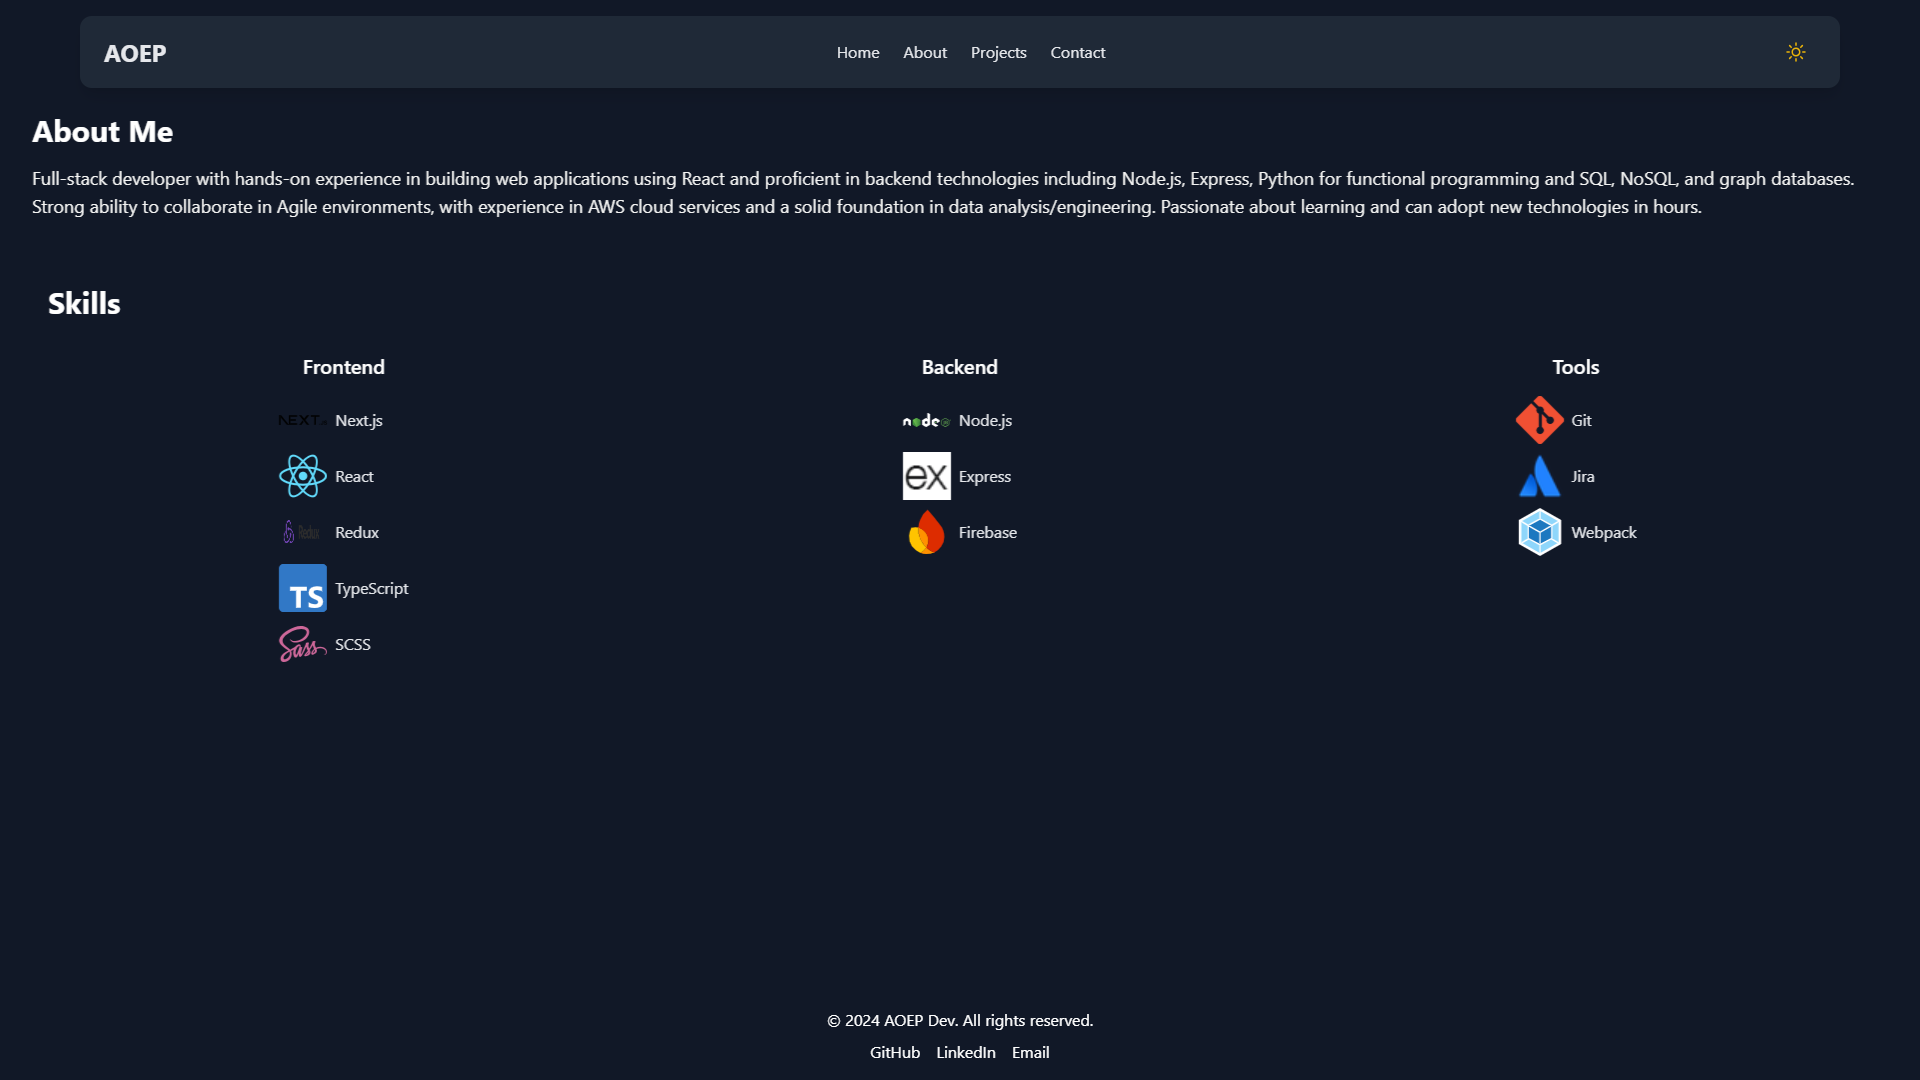 AOEP
Home About Projects Contact
About Me
Full-stack developer with hands-on experience in building web applications using React and proficient in backend technologies including Node.js, Express, Python for functional programming and SQL, NoSQL, and graph databases.
Strong ability to collaborate in Agile environments, with experience in AWS cloud services and a solid foundation in data analysis/engineering. Passionate about learning and can adopt new technologies in hours.
Skills
Frontend
NEXT.js Next.js
React
Redux Redux
TS TypeScript
Sass SCSS
Backend
node Node.js
ex Express
Firebase
Tools
Git
Jira
Webpack
© 2024 AOEP Dev. All rights reserved.
GitHub LinkedIn Email